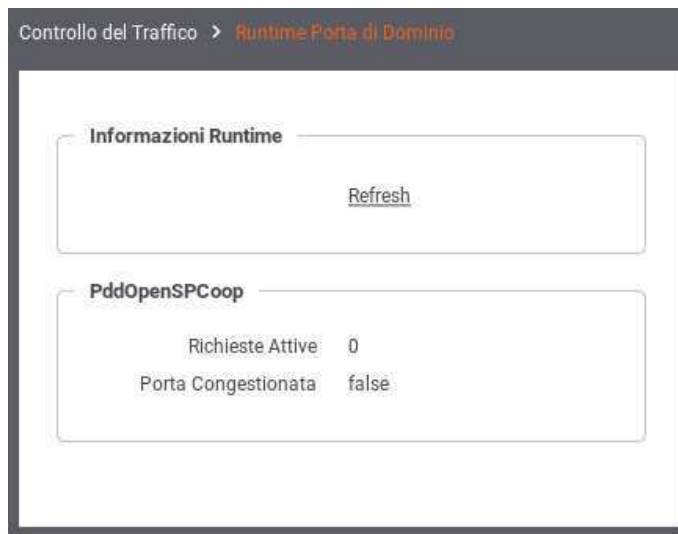 Controllo del Traffico > Runtime Porta di Dominio
Informazioni Runtime
Refresh
PddOpenSPCoop
Richieste Attive 0
Porta Congestionata false